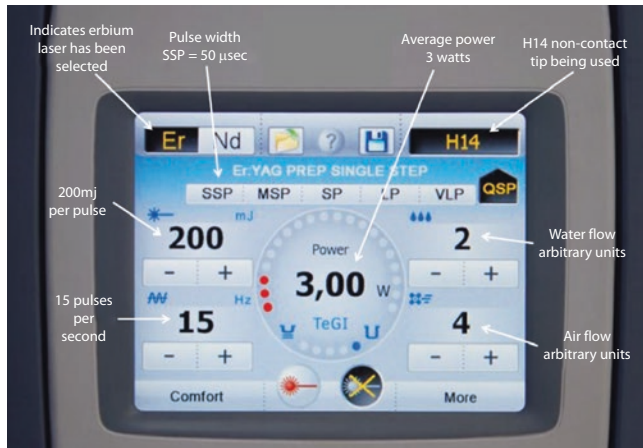 Indicates erbium
laser has been
selected
Pulse width
SSP = 50 μsec
Average power
3 watts
H14 non-contact
tip being used
Er
Nd
?
H14
Er:YAG PREP SINGLE STEP
SSP
MSP
SP
LP
VLP
QSP
200mj
per pulse
mJ
200
- +
Power
3,00 W
TeGI
2
- +
Water flow
arbitrary units
15 pulses
per
second
Hz
15
- +
4
- +
Air flow
arbitrary units
Comfort
More